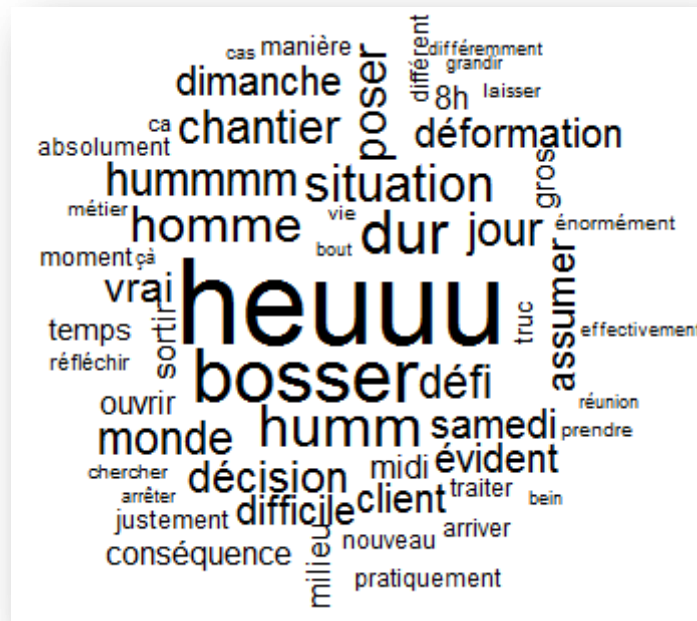 cas manière différemment
grandir
différent
dimanche poser 8h laisser
ca chantier déformation
absolument
hummmm situation gros
métier homme vie dur jour énormément
bout
moment çà
vrai heuuu assumer
temps sortir truc effectivement
réfléchir bosser défi
ouvrir réunion
monde humm samedi prendre
chercher décision midi évident
arrêter difficile client traiter bein
justement
conséquence milieu nouveau arriver
pratiquement